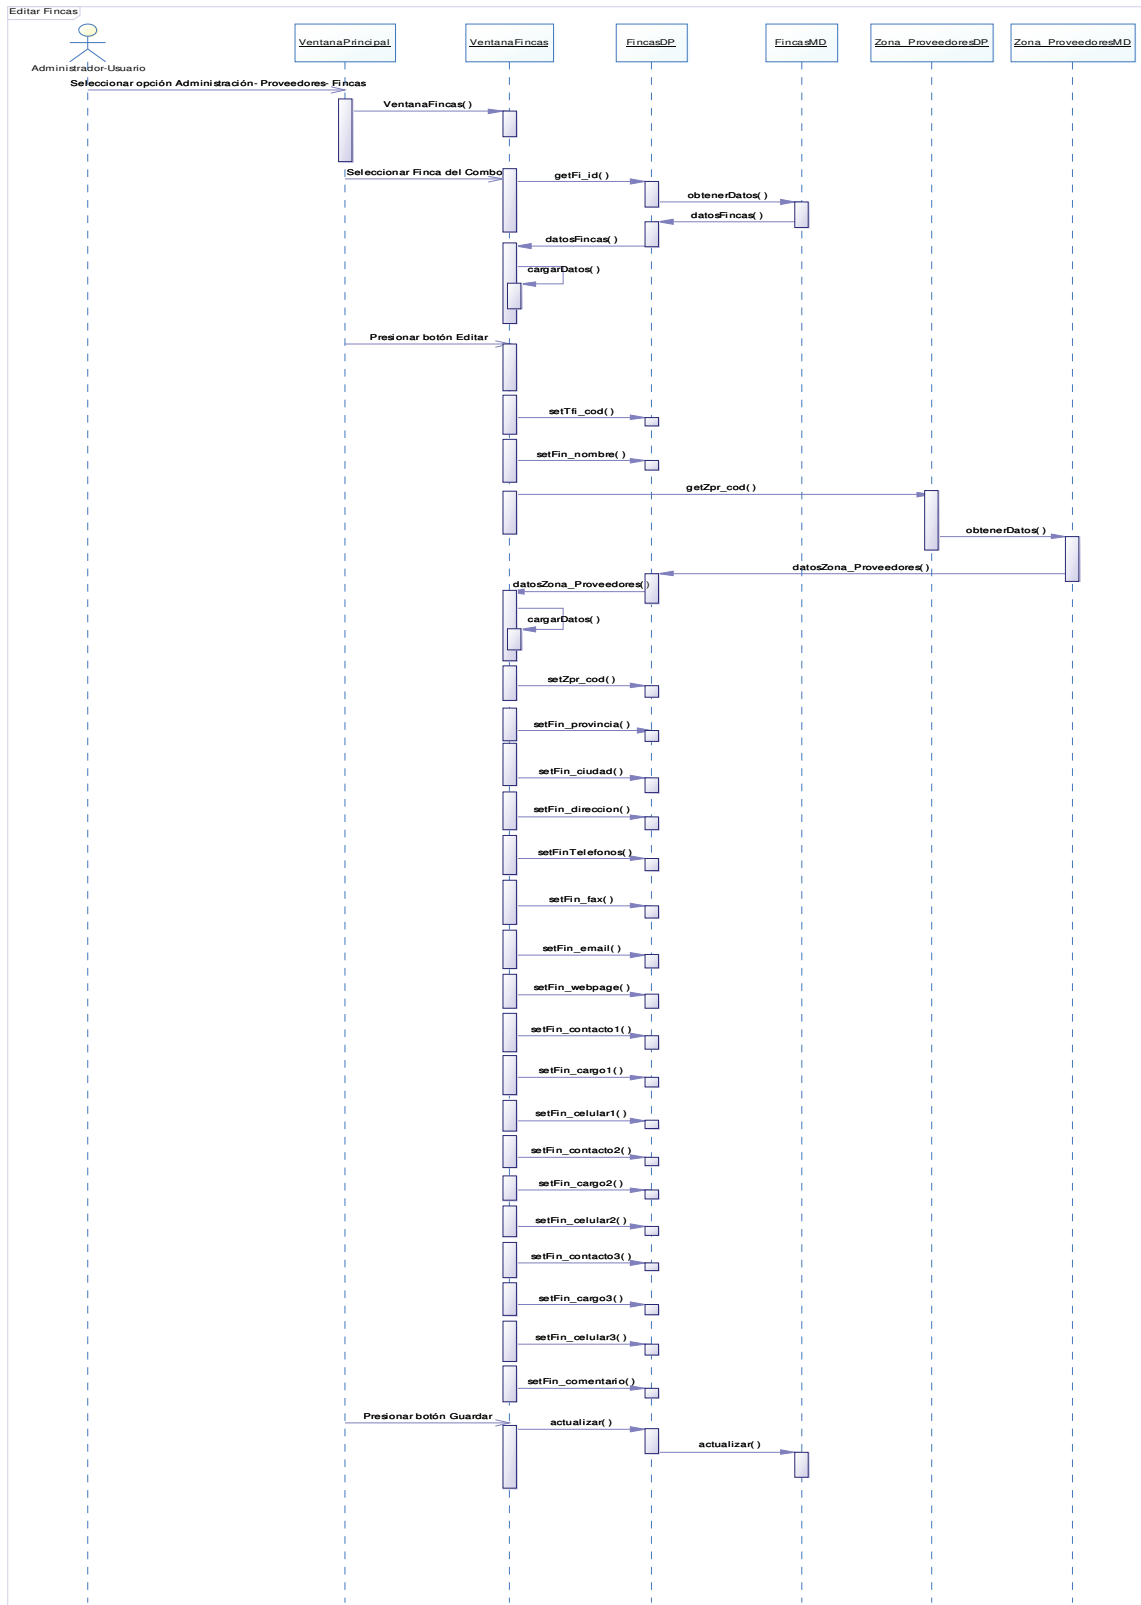 Editar Fincas
VentanaPrincipal
VentanaFincas
FincasDP
FincasMD
Zona_ProveedoresDP
Zona_ProveedoresMD
Administrador-Usuario
Seleccionar opción Administración- Proveedores- Fincas
VentanaFincas( )
Seleccionar Finca del Combo
getFi_id( )
obtenerDatos( )
datosFincas( )
datosFincas( )
cargarDatos( )
Presionar botón Editar
setTfi_cod( )
setFin_nombre( )
getZpr_cod( )
obtenerDatos( )
datosZona_Proveedores( )
datosZona_Proveedores( )
cargarDatos( )
setZpr_cod( )
setFin_provincia( )
setFin_ciudad( )
setFin_direccion( )
setFinTelefonos( )
setFin_fax( )
setFin_email( )
setFin_webpage( )
setFin_contacto1( )
setFin_cargo1( )
setFin_celular1( )
setFin_contacto2( )
setFin_cargo2( )
setFin_celular2( )
setFin_contacto3( )
setFin_cargo3( )
setFin_celular3( )
setFin_comentario( )
Presionar botón Guardar
actualizar( )
actualizar( )